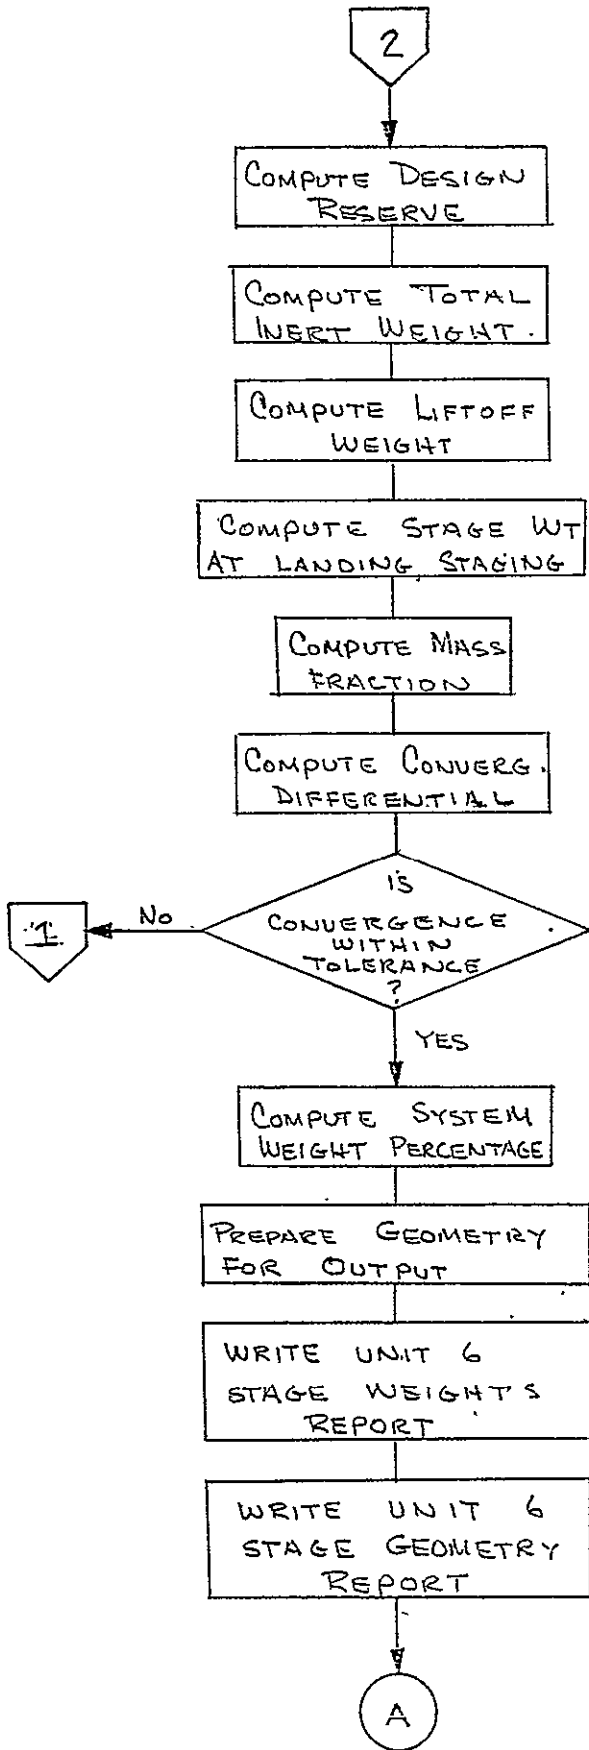 2
COMPUTE DESIGN
RESERVE
COMPUTE TOTAL
INERT WEIGHT.
COMPUTE LIFTOFF
WEIGHT
COMPUTE STAGE WT
AT LANDING STAGING
COMPUTE MASS
FRACTION
COMPUTE CONVERG.
DIFFERENTIAL
IS
CONVERGENCE
WITHIN
TOLERANCE
?
NO
1
YES
COMPUTE SYSTEM
WEIGHT PERCENTAGE
PREPARE GEOMETRY
FOR OUTPUT
WRITE UNIT 6
STAGE WEIGHTS
REPORT
WRITE UNIT 6
STAGE GEOMETRY
REPORT
A